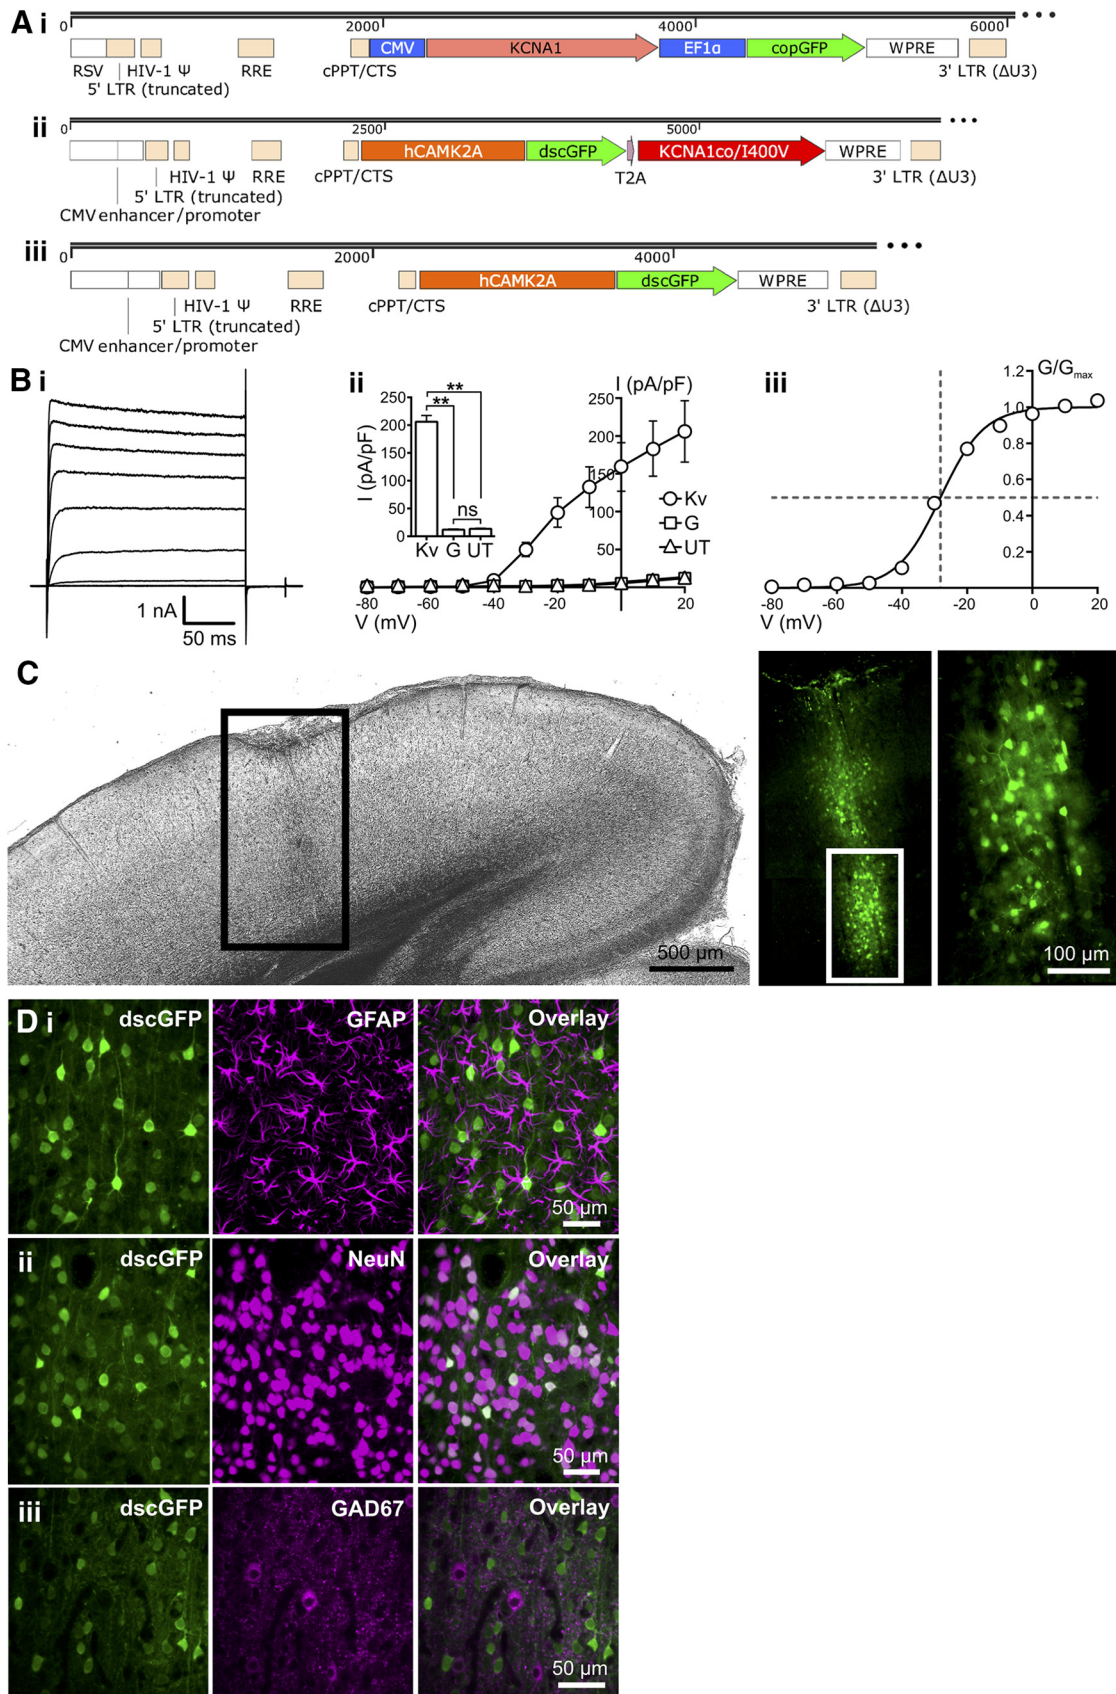 A i
0 2000 4000 6000
CMV KCNA1 EF1α copGFP WPRE
RSV HIV-1 Ψ RRE cPPT/CTS 3' LTR (ΔU3)
5' LTR (truncated)
ii
0 2500 5000
hCAMK2A dscGFP KCNA1co/I400V WPRE
HIV-1 Ψ RRE cPPT/CTS T2A 3' LTR (ΔU3)
5' LTR (truncated)
CMV enhancer/promoter
iii
0 2000 4000
hCAMK2A dscGFP WPRE
HIV-1 Ψ RRE cPPT/CTS 3' LTR (ΔU3)
5' LTR (truncated)
CMV enhancer/promoter
B i
1 nA
50 ms
ii
I (pA/pF)
250
200
150
100
50
0
**
**
ns
Kv G UT
I (pA/pF)
250
200
150
100
50
Kv
G
UT
-80 -60 -40 -20 0 20
V (mV)
iii
G/Gmax
1.2
1.0
0.8
0.6
0.4
0.2
-80 -60 -40 -20 0 20
V (mV)
C
500 µm
100 µm
D i
dscGFP GFAP Overlay
50 µm
ii
dscGFP NeuN Overlay
50 µm
iii
dscGFP GAD67 Overlay
50 µm